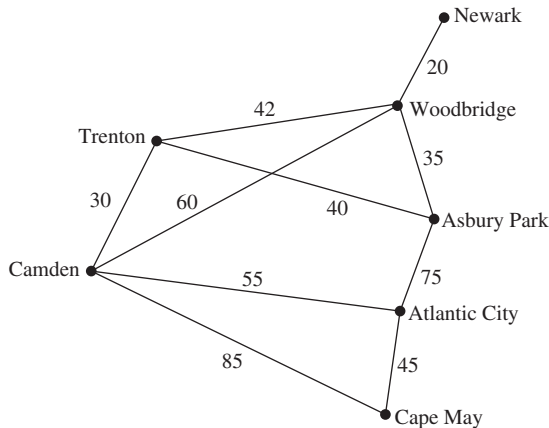 Newark
20
Woodbridge
42
Trenton
35
30
60
40
Asbury Park
Camden
55
75
Atlantic City
85
45
Cape May